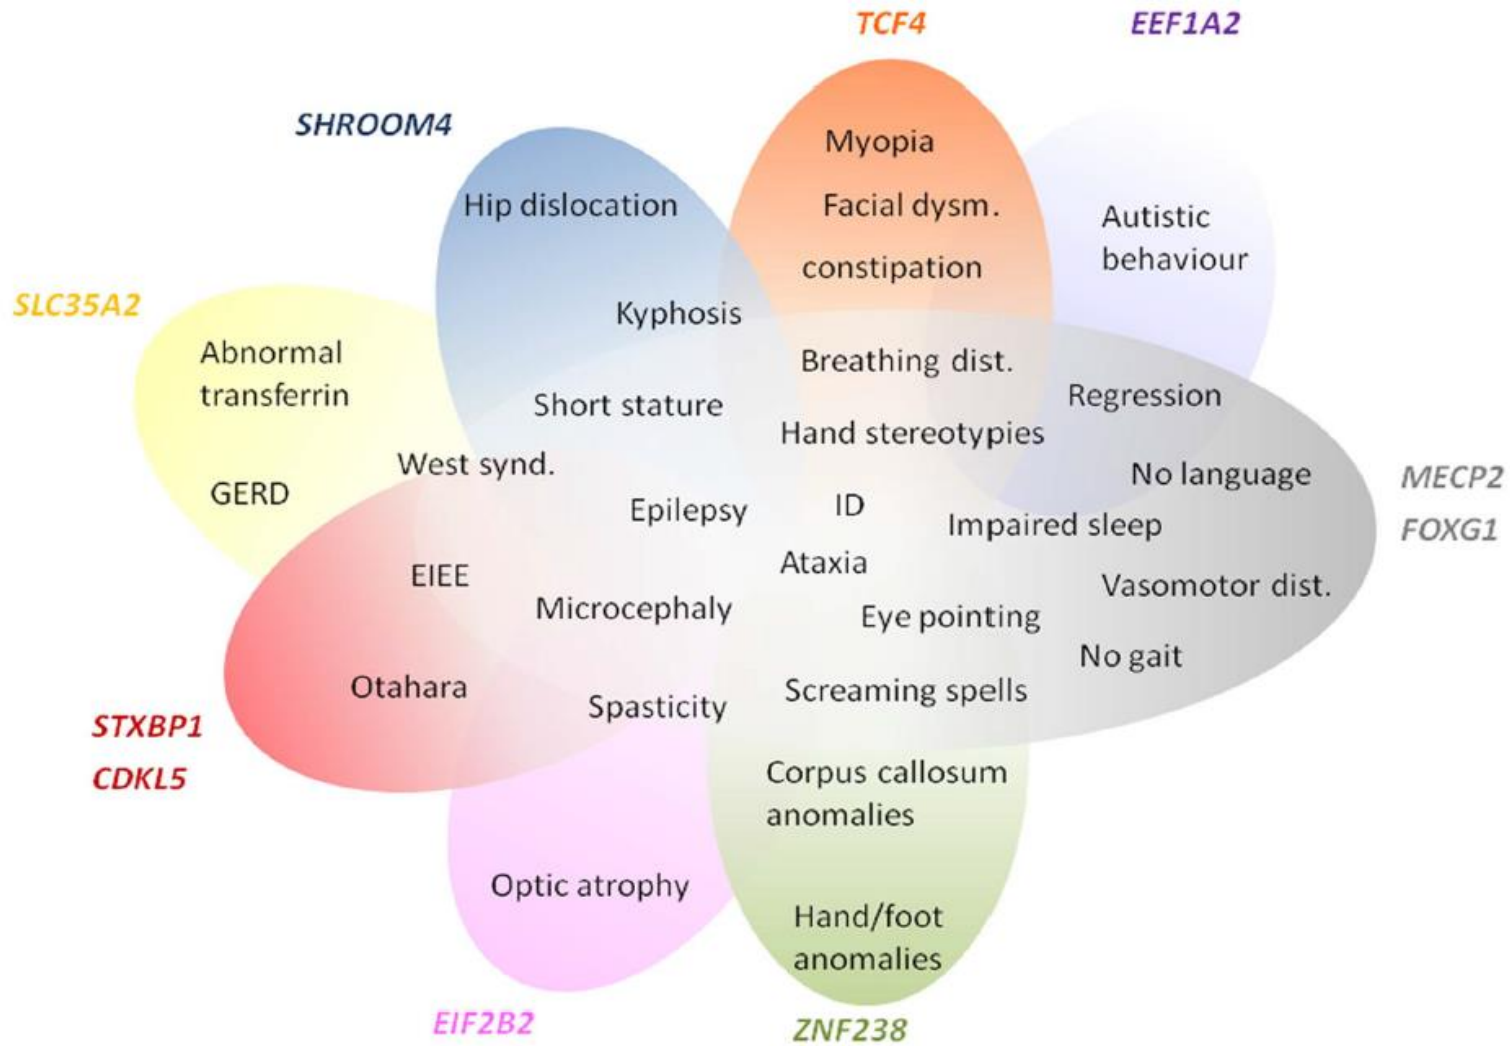 TCF4
EEF1A2
SHROOM4
Myopia
Hip dislocation
Facial dysm.
Autistic
behaviour
constipation
SLC35A2
Kyphosis
Abnormal
transferrin
Breathing dist.
Regression
Short stature
Hand stereotypies
West synd.
No language
MECP2
GERD
Epilepsy
ID
Impaired sleep
FOXG1
Ataxia
EIEE
Vasomotor dist.
Microcephaly
Eye pointing
No gait
Otahara
Screaming spells
Spasticity
STXBP1
CDKL5
Corpus callosum
anomalies
Optic atrophy
Hand/foot
anomalies
EIF2B2
ZNF238